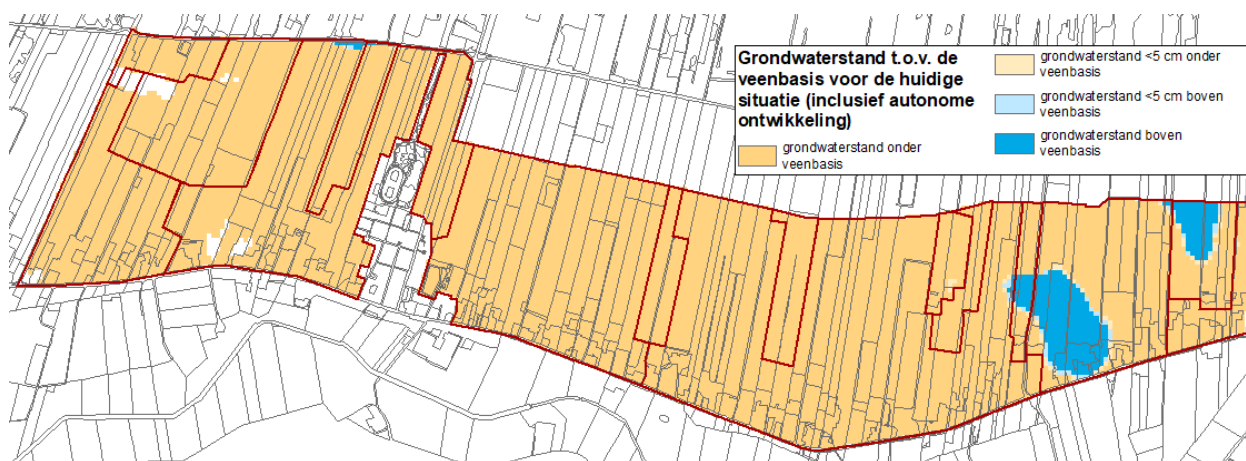 Grondwaterstand t.o.v. de
veenbasis voor de huidige
situatie (inclusief autonome
ontwikkeling)
grondwaterstand onder
veenbasis
grondwaterstand <5 cm onder
veenbasis
grondwaterstand <5 cm boven
veenbasis
grondwaterstand boven
veenbasis